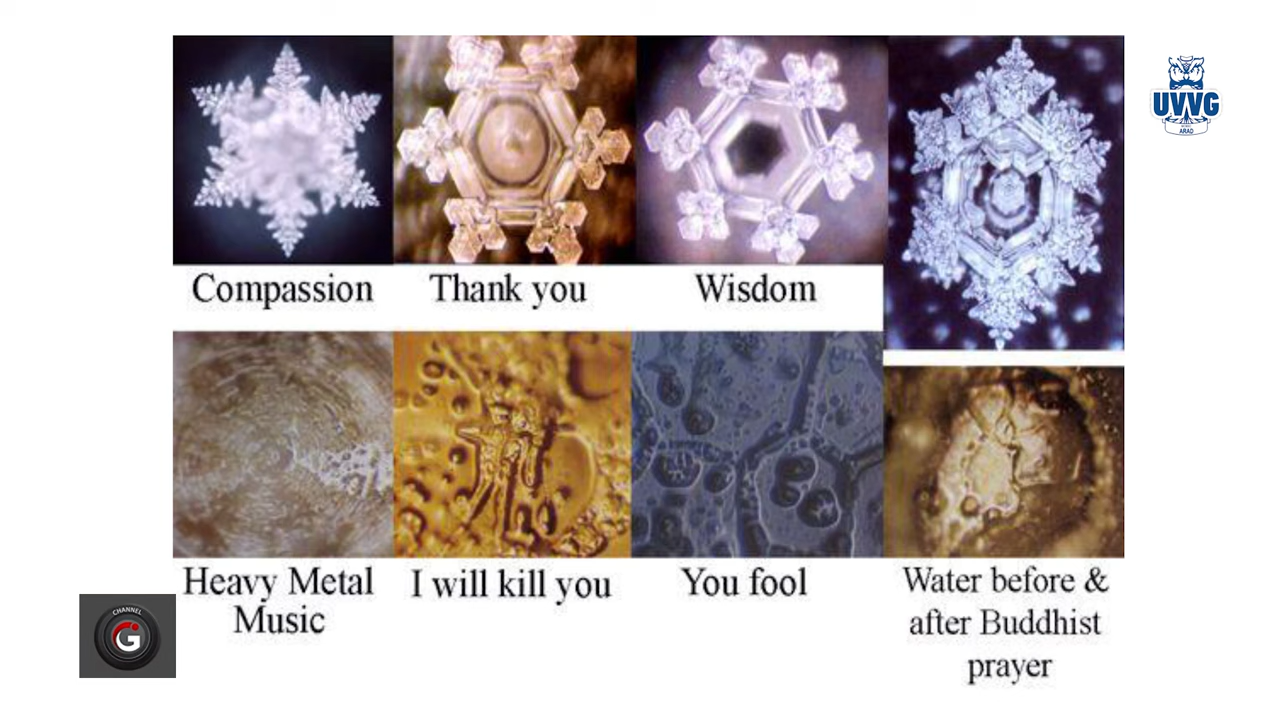 UVVG
ARAD
Compassion
Thank you
Wisdom
Heavy Metal
Music
I will kill you
You fool
Water before &
after Buddhist
prayer
CHANNEL
G